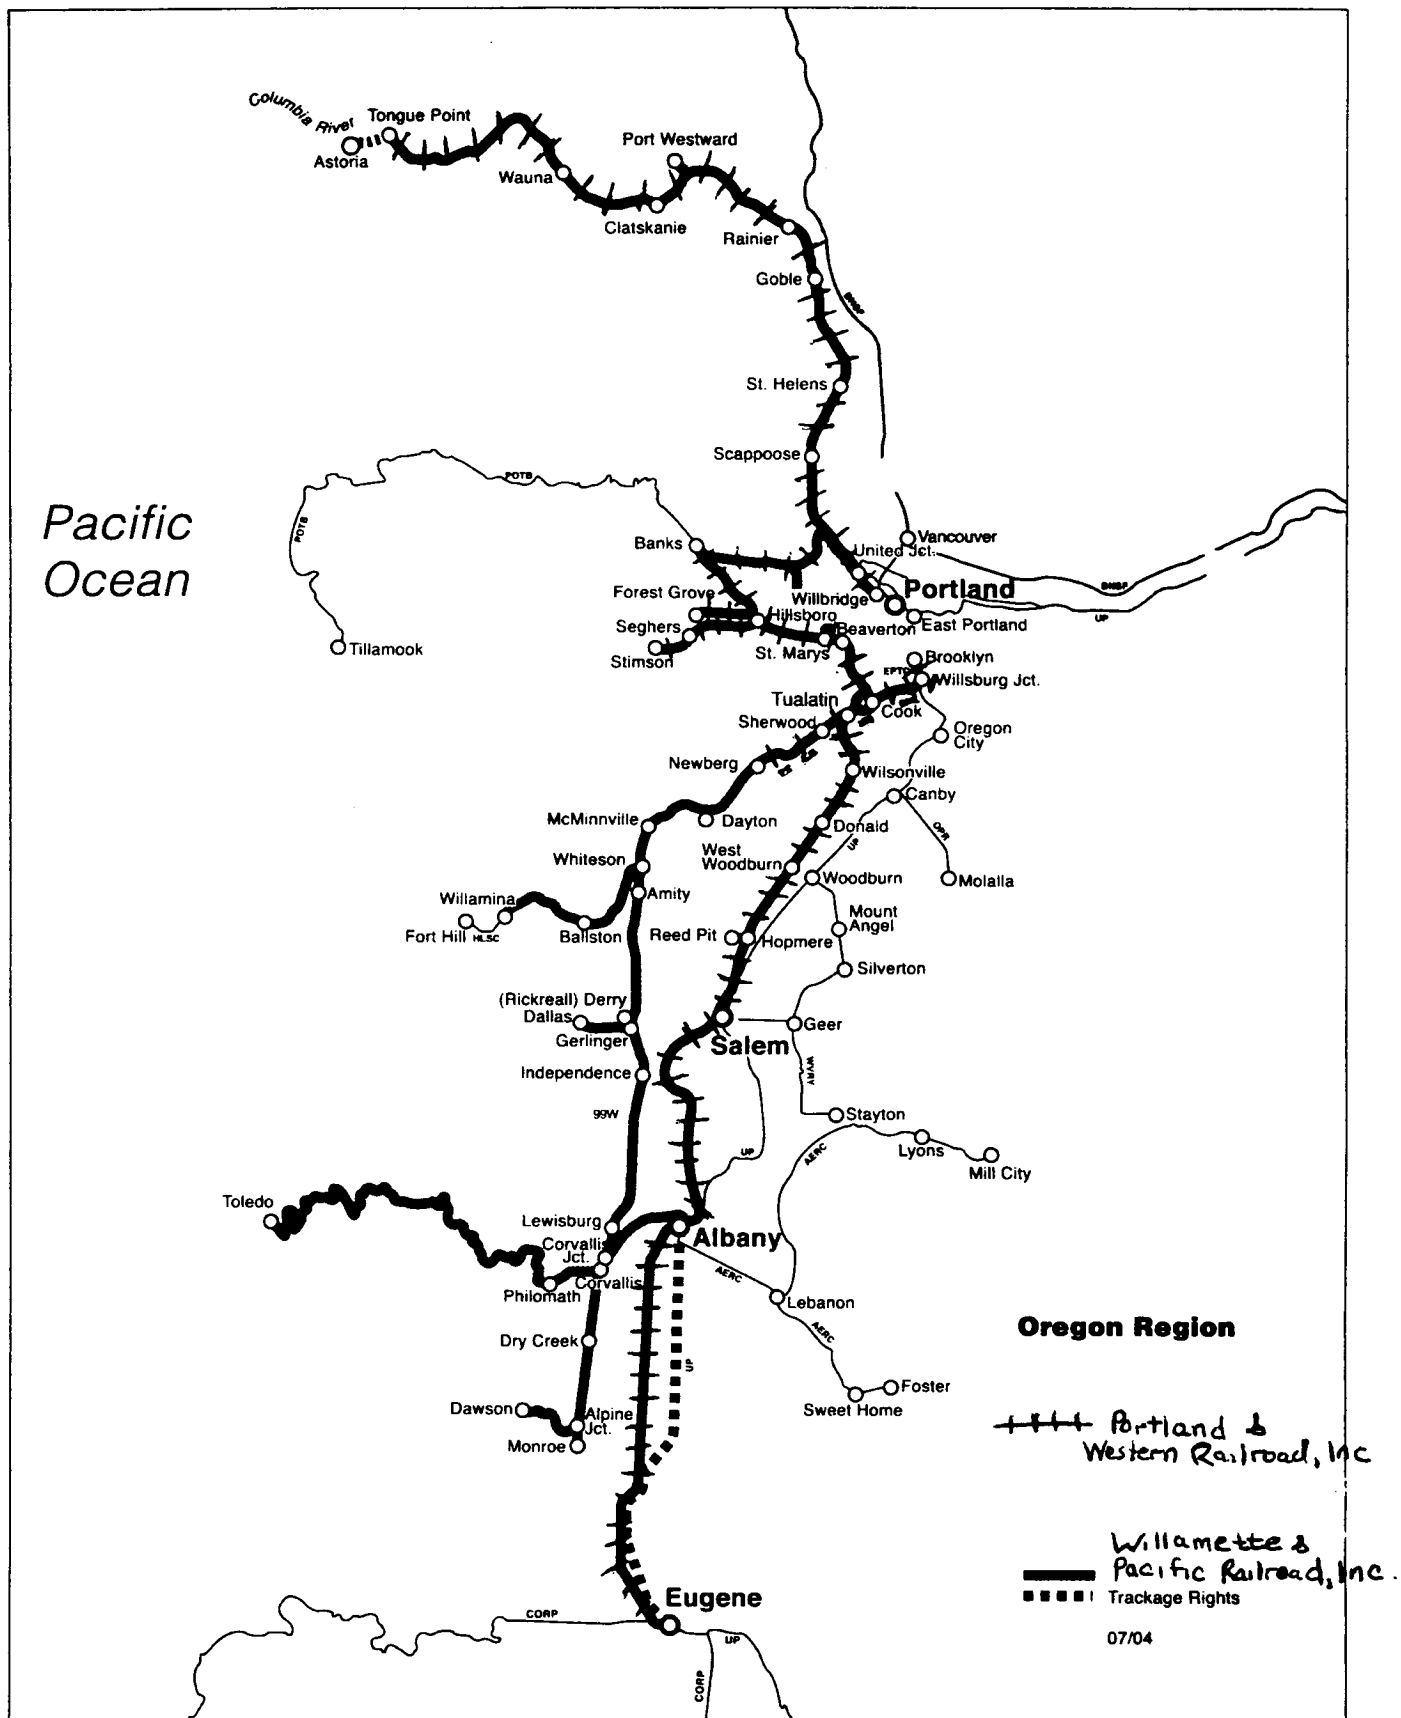 Columbia River
Tongue Point
Astoria
Port Westward
Wauna
Clatskanie
Rainier
Goble
BNSF
St. Helens
Scappoose
POTB
POTB
Pacific
Ocean
Banks
Vancouver
United Jct.
Forest Grove
Willbridge
Portland
BNSF
UP
Hillsboro
Seghers
Beaverton
East Portland
Tillamook
Stimson
St. Marys
Brooklyn
EPTC
Willsburg Jct.
Tualatin
Cook
Sherwood
Oregon
City
Newberg
Wilsonville
Canby
McMinnville
Dayton
Donald
OPR
UP
West
Woodburn
Whiteson
Woodburn
Molalla
Willamina
Amity
Mount
Angel
Fort Hill
HLSC
Ballston
Reed Pit
Hopmere
Silverton
(Rickreall) Derry
Dallas
Geer
Gerlinger
Salem
Independence
WVRY
99W
Stayton
Lyons
UP
AERC
Mill City
Toledo
Lewisburg
Albany
Corvallis
Jct.
Corvallis
AERC
Philomath
Lebanon
Oregon Region
Dry Creek
AERC
UP
Foster
Dawson
Sweet Home
Alpine
Jct.
Monroe
Portland &
Western Railroad, Inc
Willamette &
Pacific Railroad, Inc.
Trackage Rights
Eugene
CORP
UP
07/04
CORP